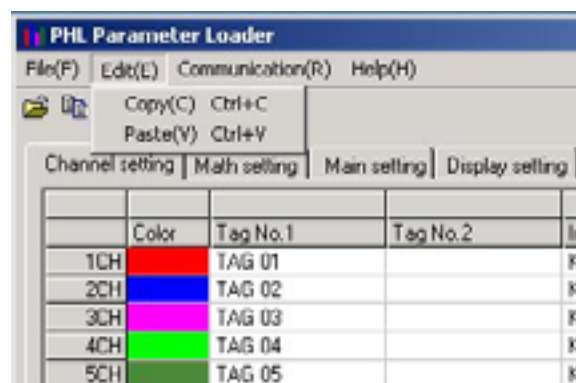 PHL Parameter Loader
File(F) Edit(E) Communication(R) Help(H)
Copy(C) Ctrl+C
Paste(V) Ctrl+V
Channel setting Math setting Main setting Display setting
Color Tag No.1 Tag No.2
1CH TAG 01
2CH TAG 02
3CH TAG 03
4CH TAG 04
5CH TAG 05